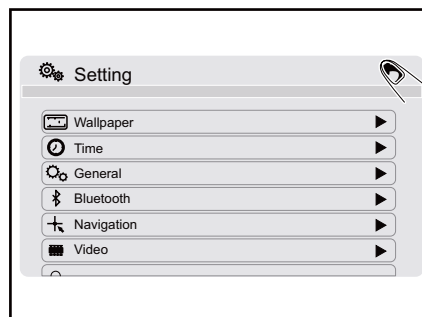 Setting
Wallpaper
Time
General
Bluetooth
Navigation
Video